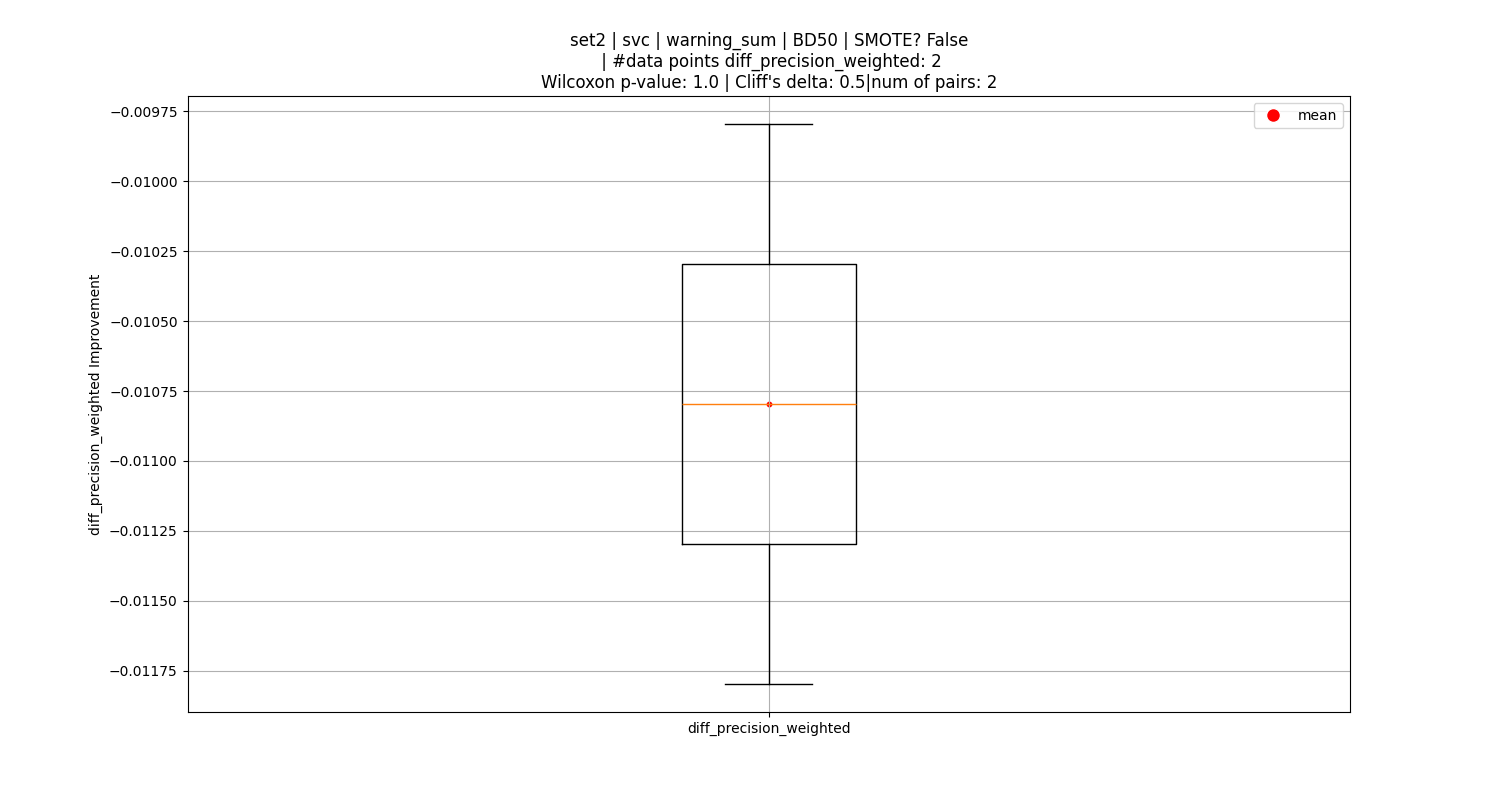 set2 | svc | warning_sum | BD50 | SMOTE? False
| #data points diff_precision_weighted: 2
Wilcoxon p-value: 1.0 | Cliff's delta: 0.5|num of pairs: 2
mean
−0.00975
−0.01000
−0.01025
−0.01050
−0.01075
−0.01100
−0.01125
−0.01150
−0.01175
diff_precision_weighted Improvement
diff_precision_weighted